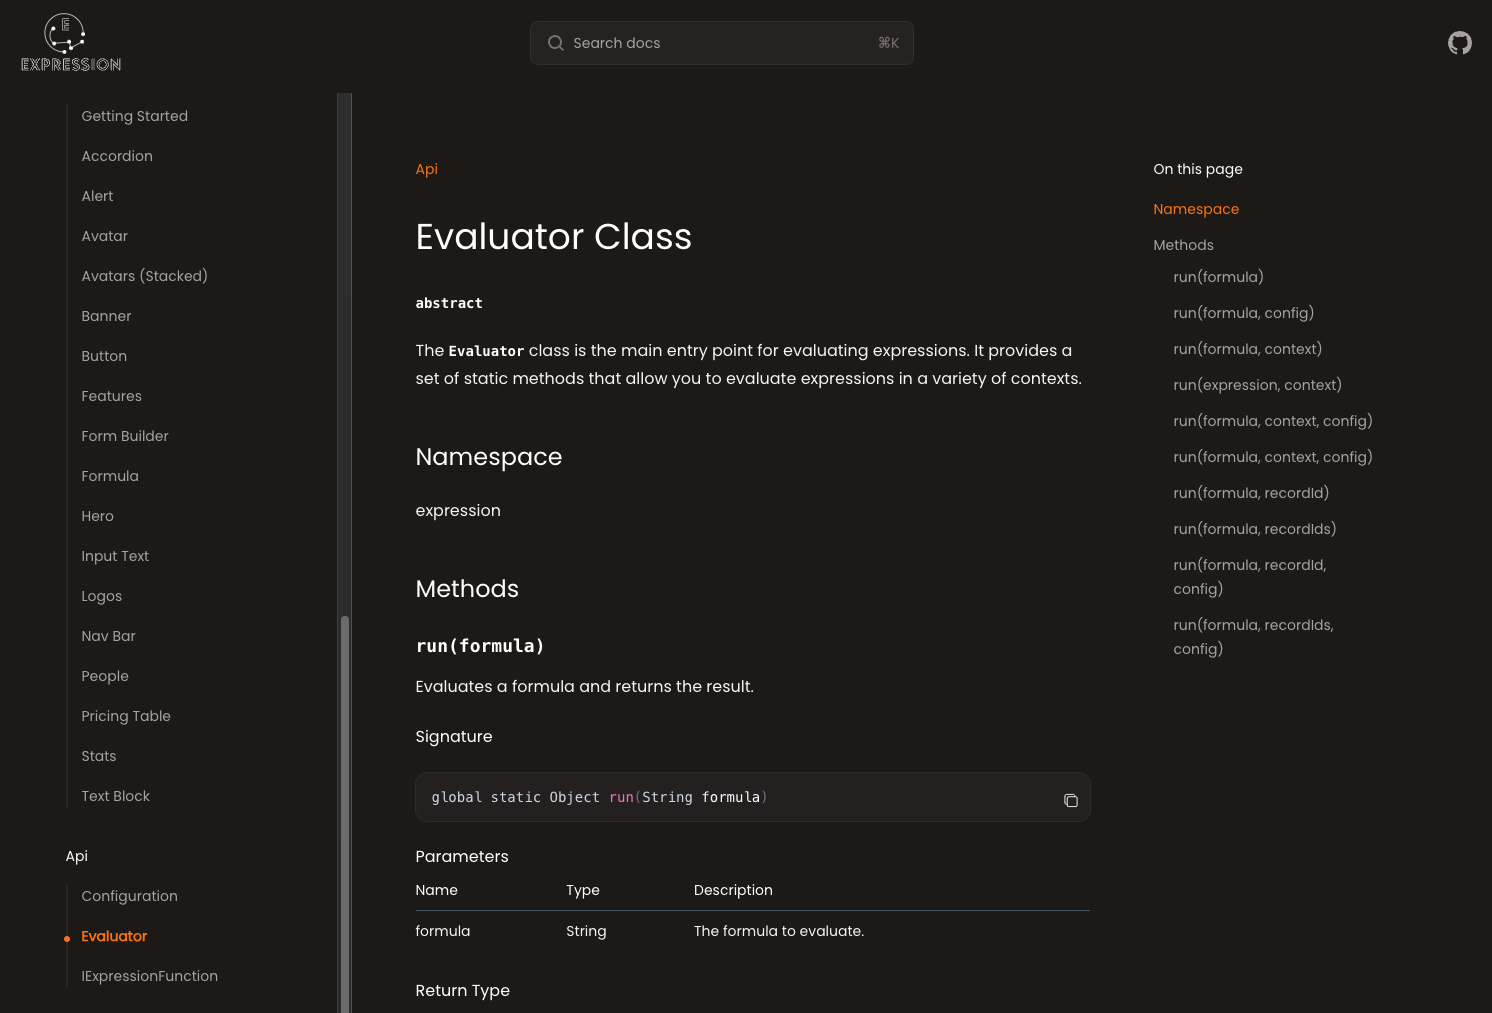 E
EXPRESSION
Search docs
⌘K
Getting Started
Accordion
Alert
Avatar
Avatars (Stacked)
Banner
Button
Features
Form Builder
Formula
Hero
Input Text
Logos
Nav Bar
People
Pricing Table
Stats
Text Block
Api
Configuration
Evaluator
IExpressionFunction
Api
Evaluator Class
abstract
The Evaluator class is the main entry point for evaluating expressions. It provides a
set of static methods that allow you to evaluate expressions in a variety of contexts.
Namespace
expression
Methods
run(formula)
Evaluates a formula and returns the result.
Signature
global static Object run(String formula)
Parameters
Name Type Description
formula String The formula to evaluate.
Return Type
On this page
Namespace
Methods
run(formula)
run(formula, config)
run(formula, context)
run(expression, context)
run(formula, context, config)
run(formula, context, config)
run(formula, recordId)
run(formula, recordIds)
run(formula, recordId,
config)
run(formula, recordIds,
config)